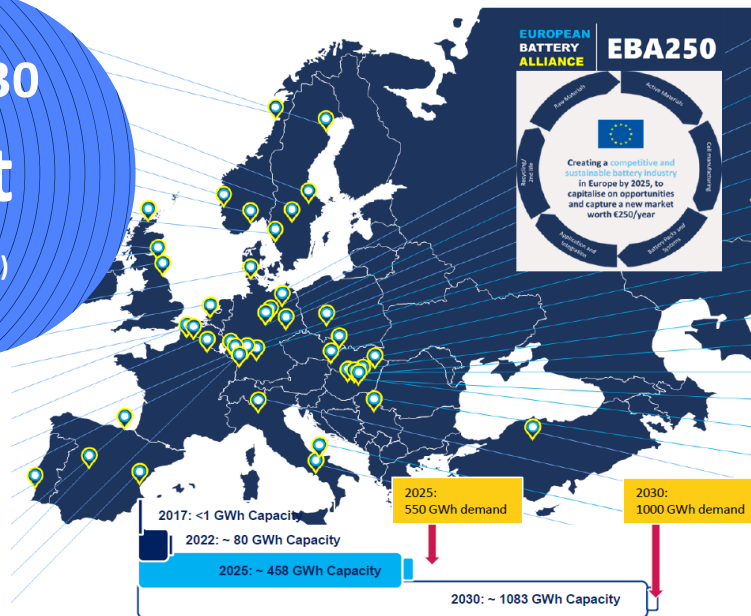 30
t
)
EUROPEAN
BATTERY
ALLIANCE
EBA250
Raw Materials
Active Materials
Cell manufacturing
Battery Packs and
Systems
Application and
Integration
Recycling/
2nd life
Creating a competitive and
sustainable battery industry
in Europe by 2025, to
capitalise on opportunities
and capture a new market
worth €250/year
2025:
550 GWh demand
2030:
1000 GWh demand
2017: <1 GWh Capacity
2022: ~ 80 GWh Capacity
2025: ~ 458 GWh Capacity
2030: ~ 1083 GWh Capacity